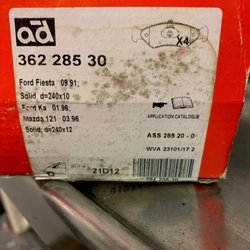 ad
X4
362 285 30
Ford Fiesta 09.91;
Solid, d=240x10
Ford Ka 01.96;
Mazda 121 03.96
Solid, d=240x12
APPLICATION CATALOGUE
ASS 285 20 - 0
WVA 23101/17.2
21D12